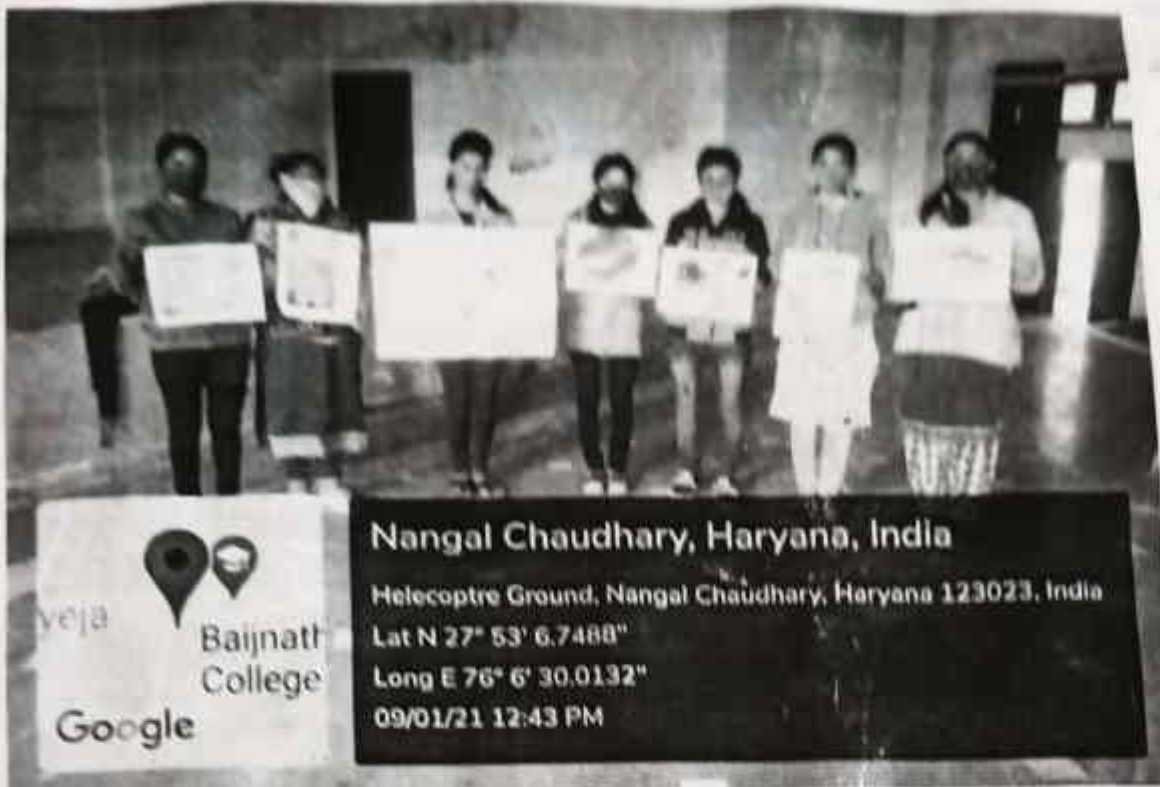 Nangal Chaudhary, Haryana, India
Helecoptre Ground, Nangal Chaudhary, Haryana 123023, India
Lat N 27° 53' 6.7488"
Long E 76° 6' 30.0132"
09/01/21 12:43 PM
veja
Baijnath
College
Google